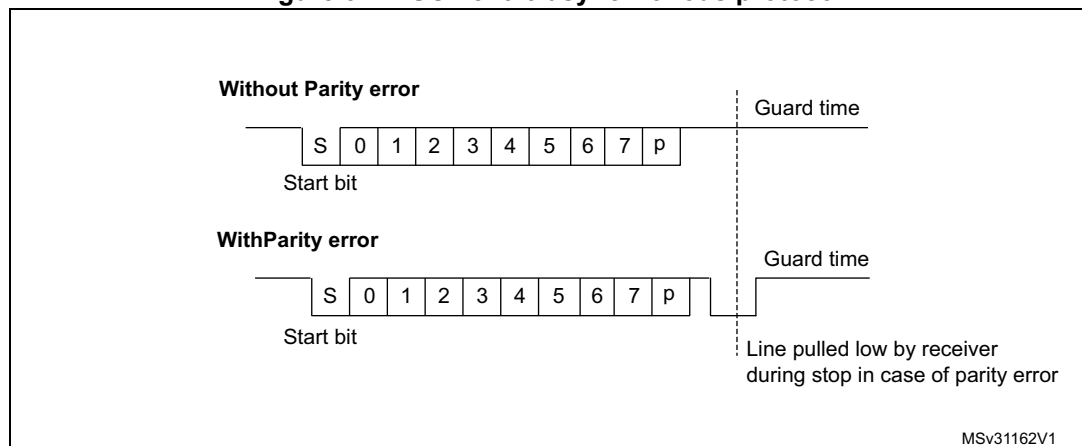 Without Parity error
Guard time
S 0 1 2 3 4 5 6 7 p
Start bit
WithParity error
Guard time
S 0 1 2 3 4 5 6 7 p
Start bit
Line pulled low by receiver
during stop in case of parity error
MSv31162V1